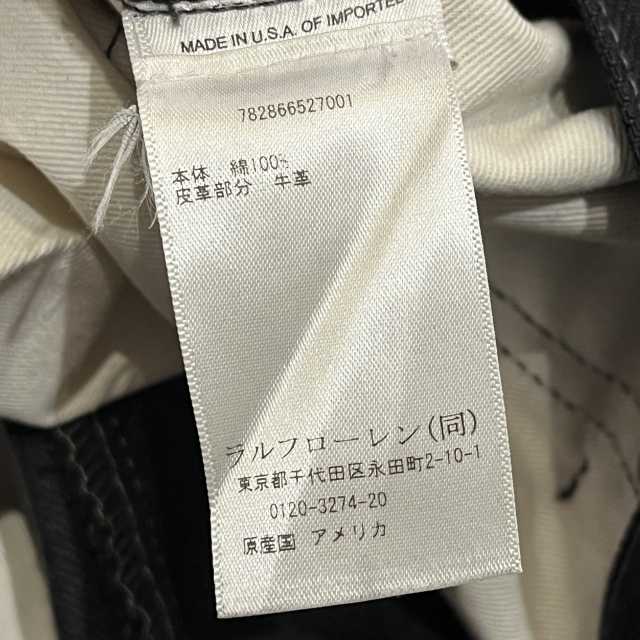 MADE IN U.S.A. OF IMPORTED
782866527001
本体 綿100%
皮革部分 牛革
ラルフローレン(同)
東京都千代田区永田町2-10-1
0120-3274-20
原産国 アメリカ